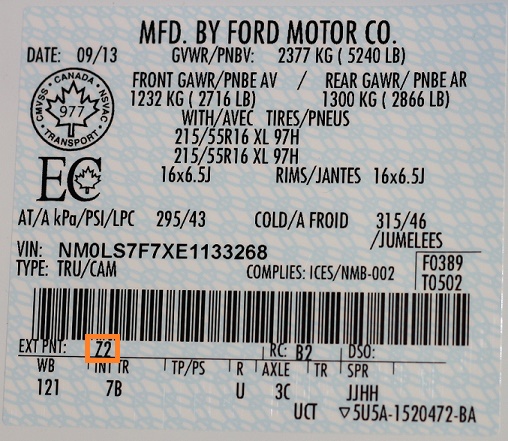 MFD. BY FORD MOTOR CO.
DATE: 09/13 GVWR/PNBV: 2377 KG ( 5240 LB)
FRONT GAWR/PNBE AV / REAR GAWR/ PNBE AR
1232 KG ( 2716 LB) 1300 KG ( 2866 LB)
CMVSS · CANADA · NSVAC
977
TRANSPORT
WITH/AVEC TIRES/PNEUS
215/55R16 XL 97H
215/55R16 XL 97H
EC
16x6.5J RIMS/JANTES 16x6.5J
AT/A kPa/PSI/LPC 295/43 COLD/A FROID 315/46
/JUMELEES
VIN: NM0LS7F7XE1133268
TYPE: TRU/CAM COMPLIES: ICES/NMB-002
F0389
T0502
EXT PNT: Z2 RC: B2 DSO:
WB INT TR TP/PS R AXLE TR SPR
121 7B U 3C JJHH
UCT ▽5U5A-1520472-BA